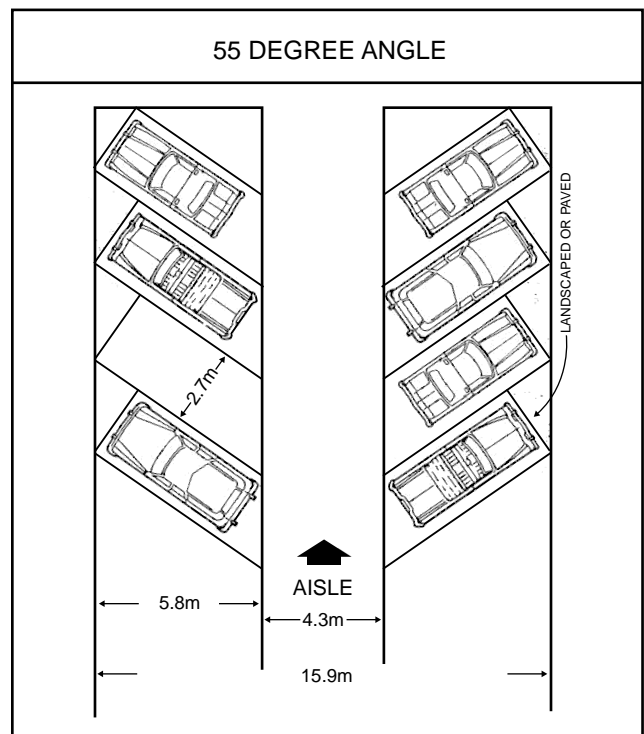 55 DEGREE ANGLE
LANDSCAPED OR PAVED
2.7m
AISLE
5.8m
4.3m
15.9m